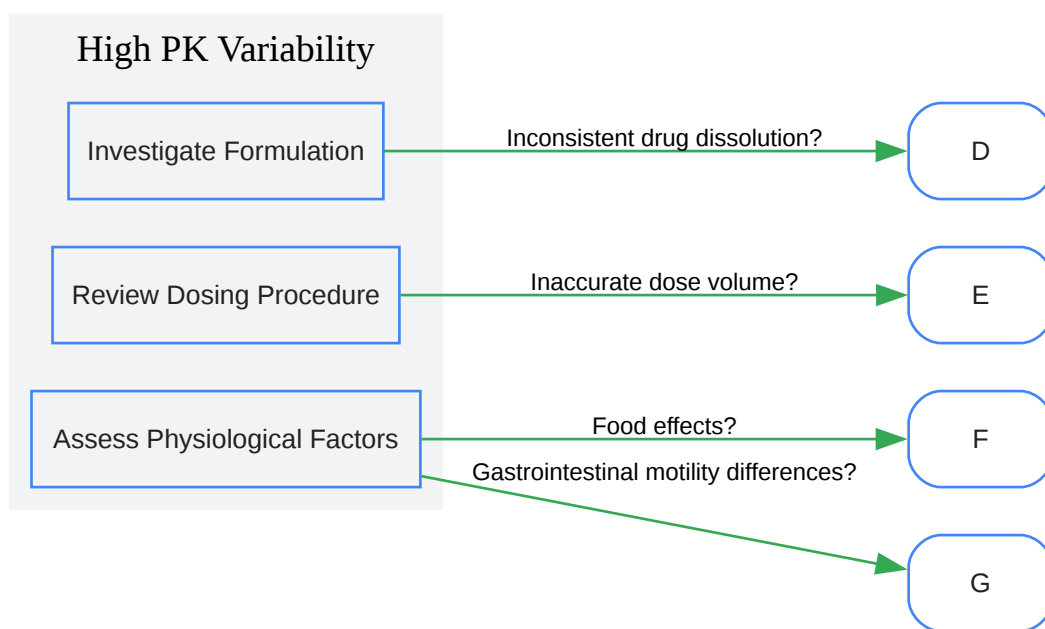 High PK Variability
Investigate Formulation
Inconsistent drug dissolution?
D
Review Dosing Procedure
Inaccurate dose volume?
E
Assess Physiological Factors
Food effects?
F
Gastrointestinal motility differences?
G